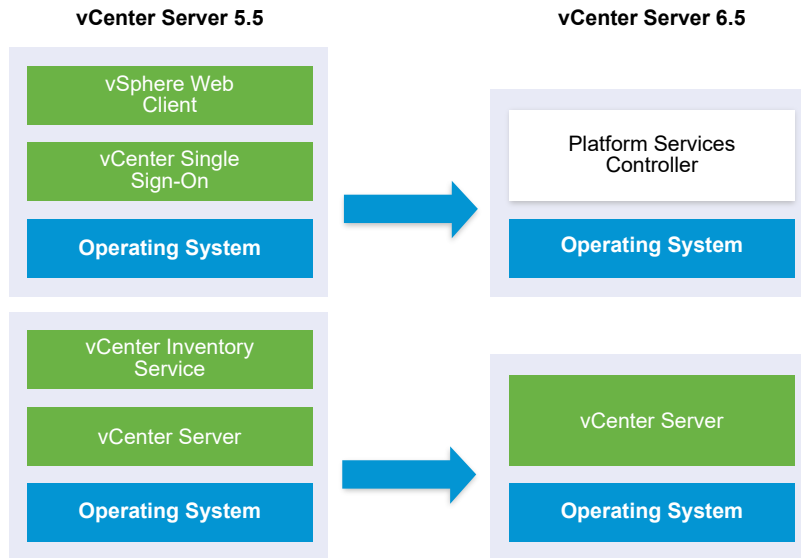 vCenter Server 5.5
vCenter Server 6.5
vSphere Web
Client
vCenter Single
Sign-On
Operating System
Platform Services
Controller
Operating System
vCenter Inventory
Service
vCenter Server
Operating System
vCenter Server
Operating System